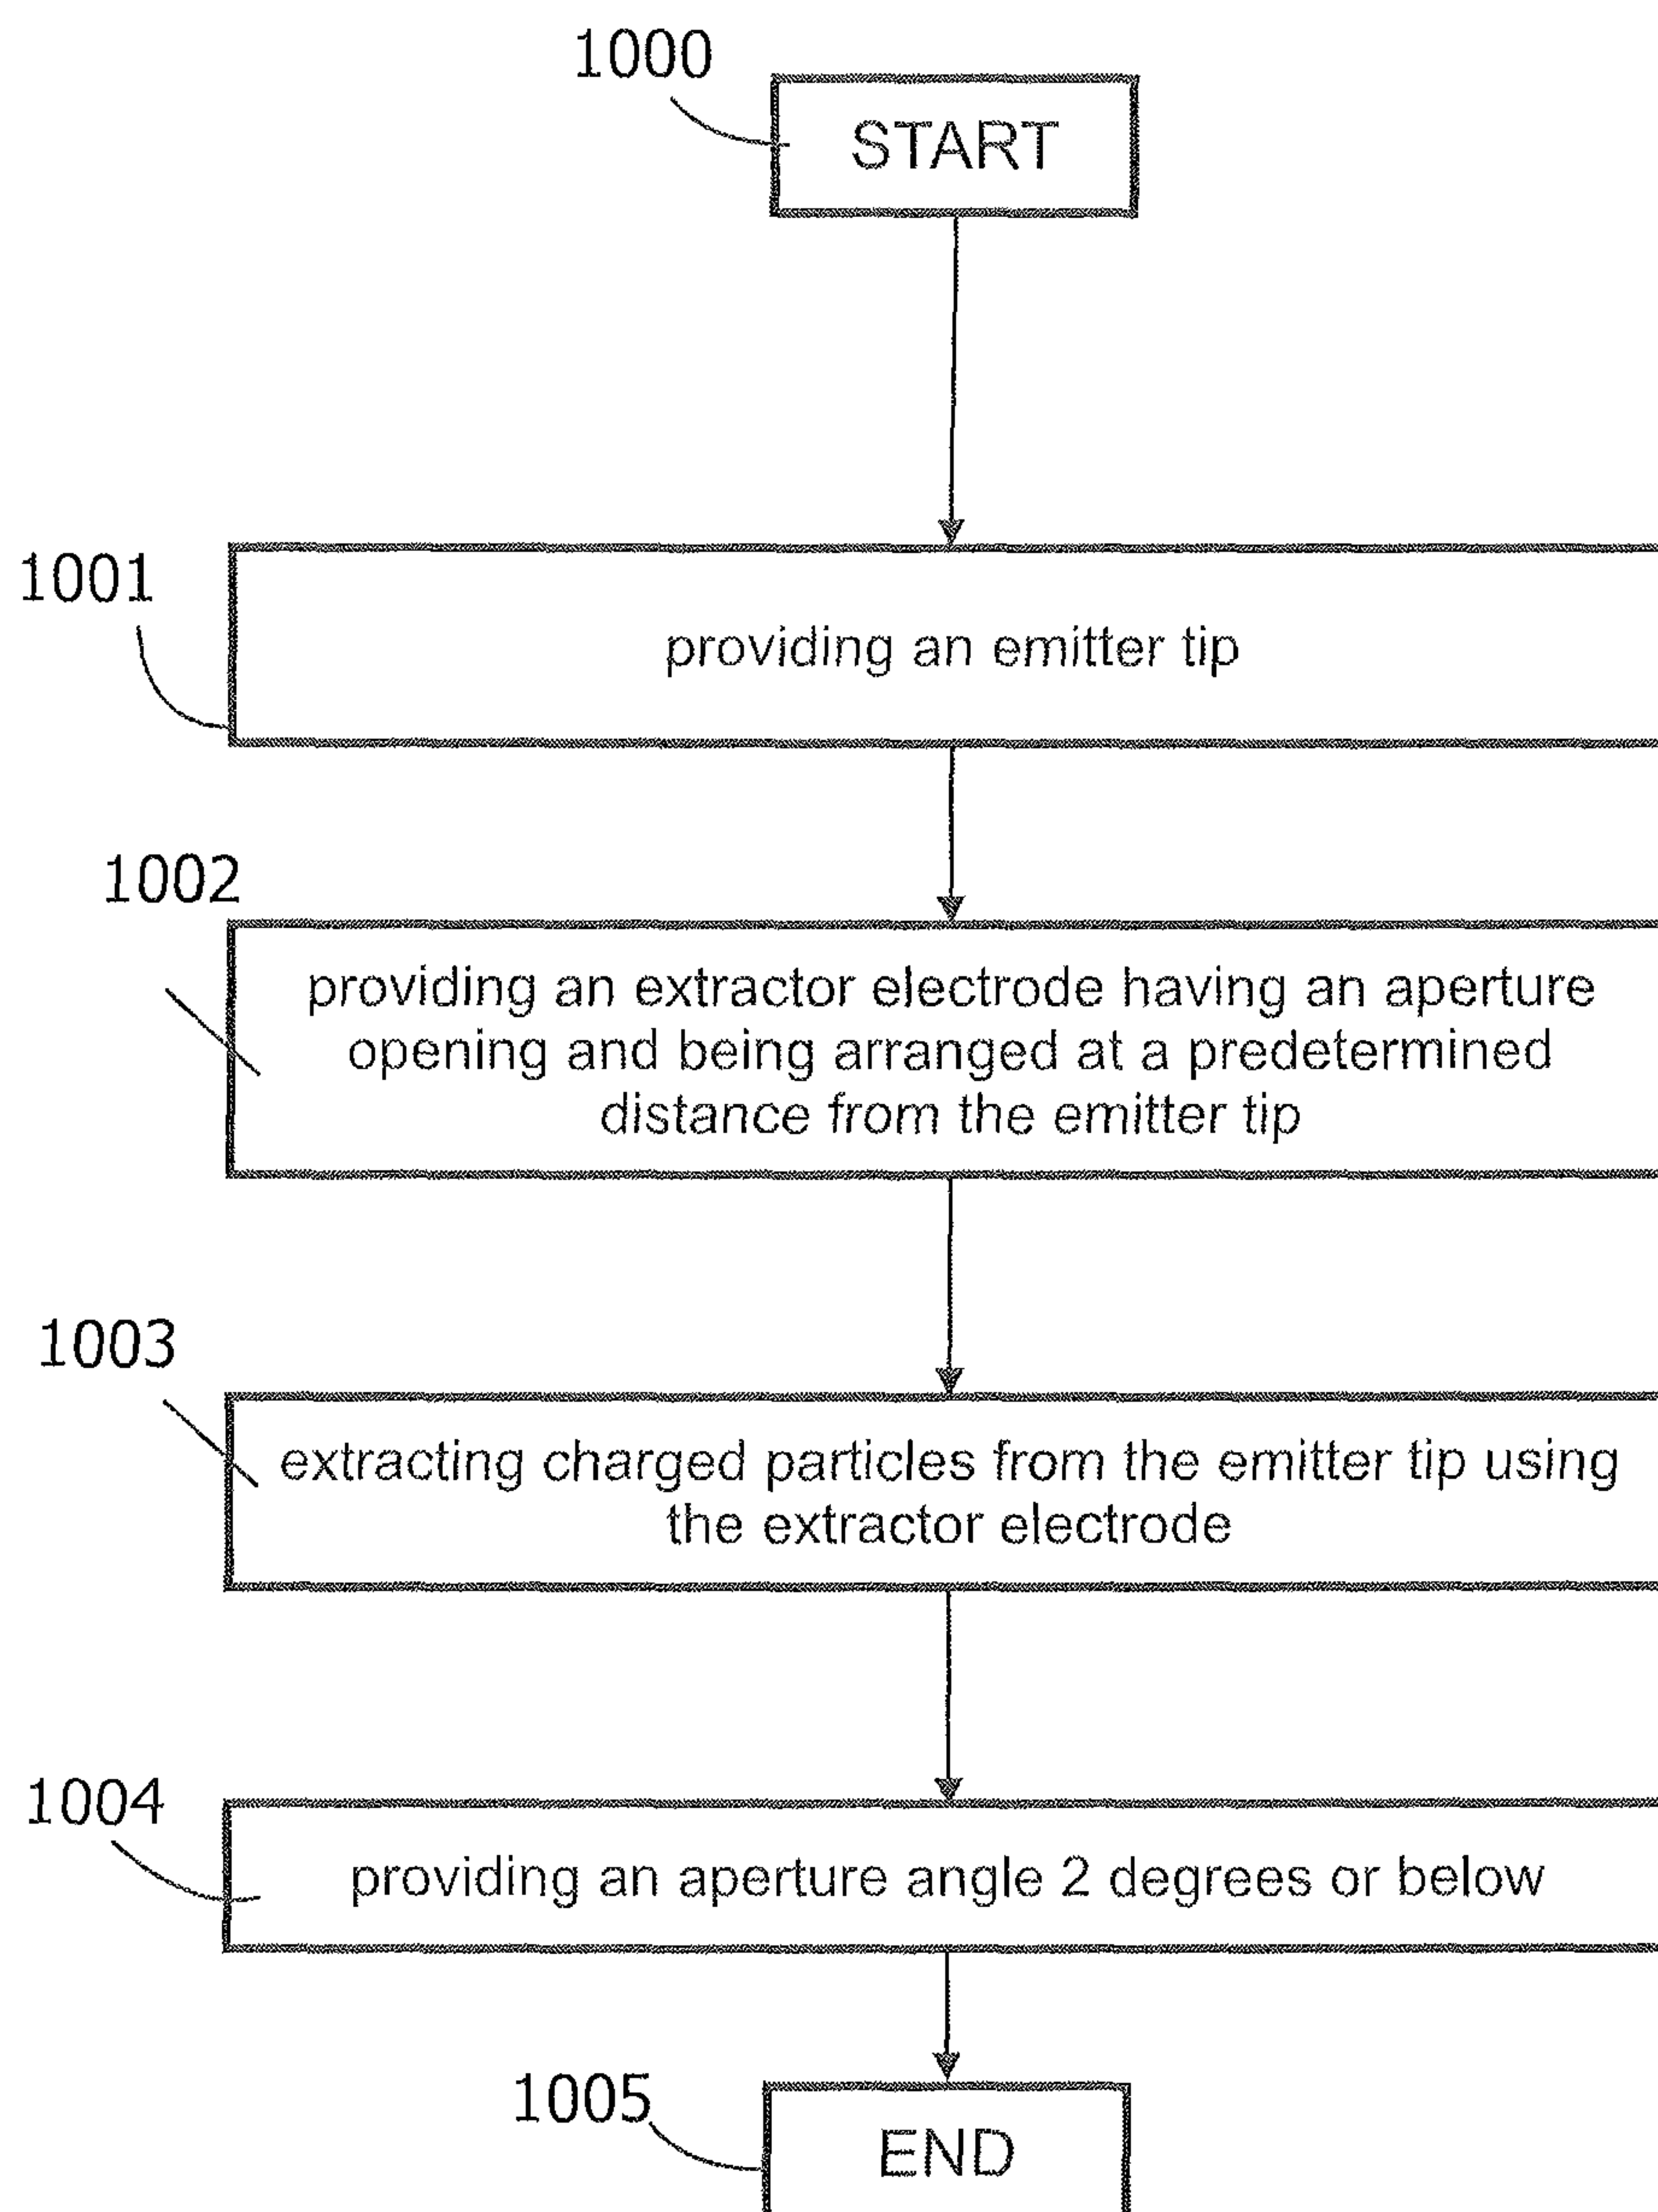 1000
START
1001
providing an emitter tip
1002
providing an extractor electrode having an aperture
opening and being arranged at a predetermined
distance from the emitter tip
1003
extracting charged particles from the emitter tip using
the extractor electrode
1004
providing an aperture angle 2 degrees or below
1005
END